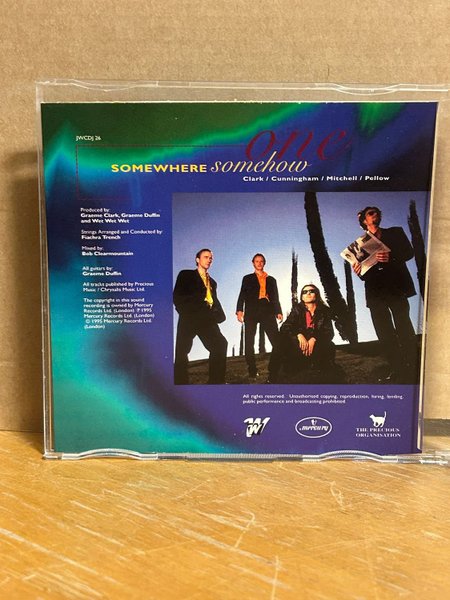 JWCDJ 26
one
SOMEWHERE somehow
Clark / Cunningham / Mitchell / Pellow
Produced by:
Graeme Clark, Graeme Duffin
and Wet Wet Wet
Strings Arranged and Conducted by:
Fiachra Trench
Mixed by:
Bob Clearmountain
All guitars by:
Graeme Duffin
All tracks published by Precious
Music / Chrysalis Music Ltd.
The copyright in this sound
recording is owned by Mercury
Records Ltd. (London) ℗ 1995
Mercury Records Ltd. (London)
© 1995 Mercury Records Ltd.
(London)
All rights reserved. Unauthorised copying, reproduction, hiring, lending,
public performance and broadcasting prohibited.
mercury
THE PRECIOUS
ORGANISATION